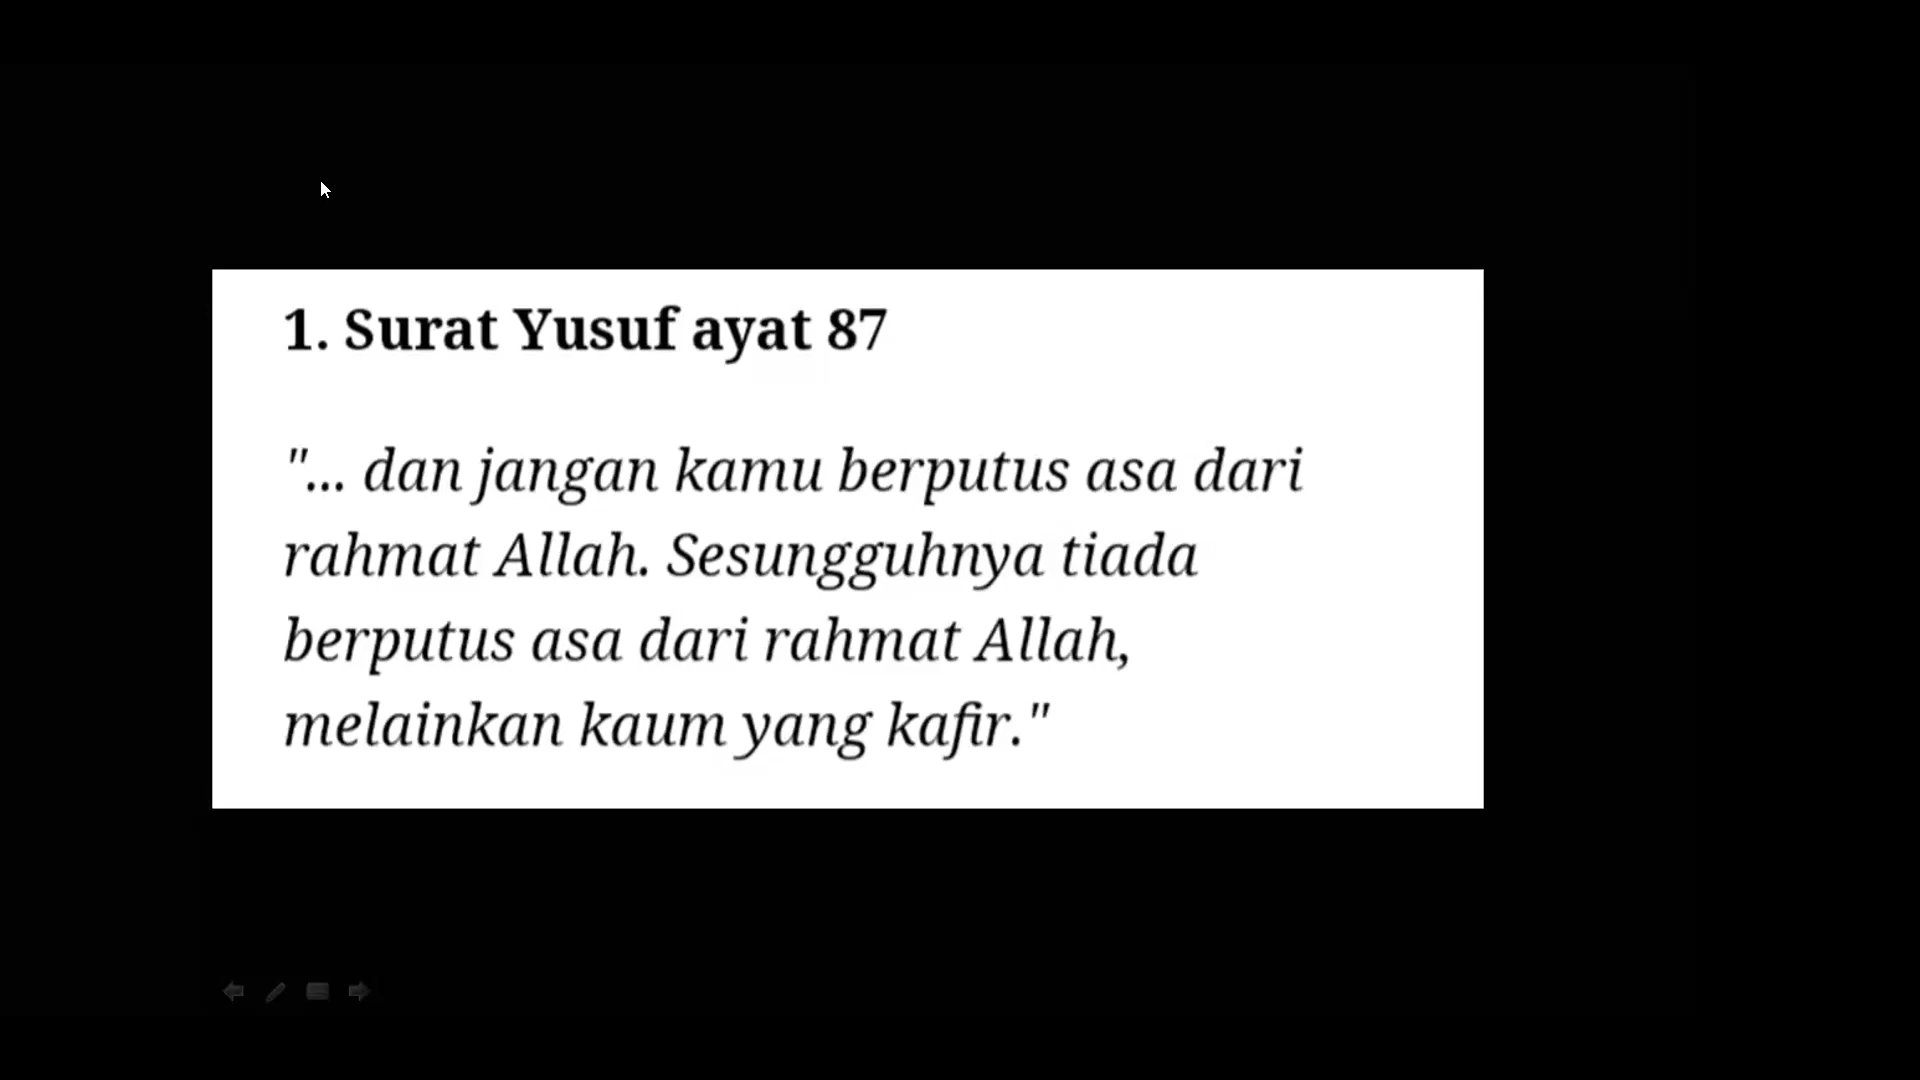 1. Surat Yusuf ayat 87
"... dan jangan kamu berputus asa dari
rahmat Allah. Sesungguhnya tiada
berputus asa dari rahmat Allah,
melainkan kaum yang kafir."